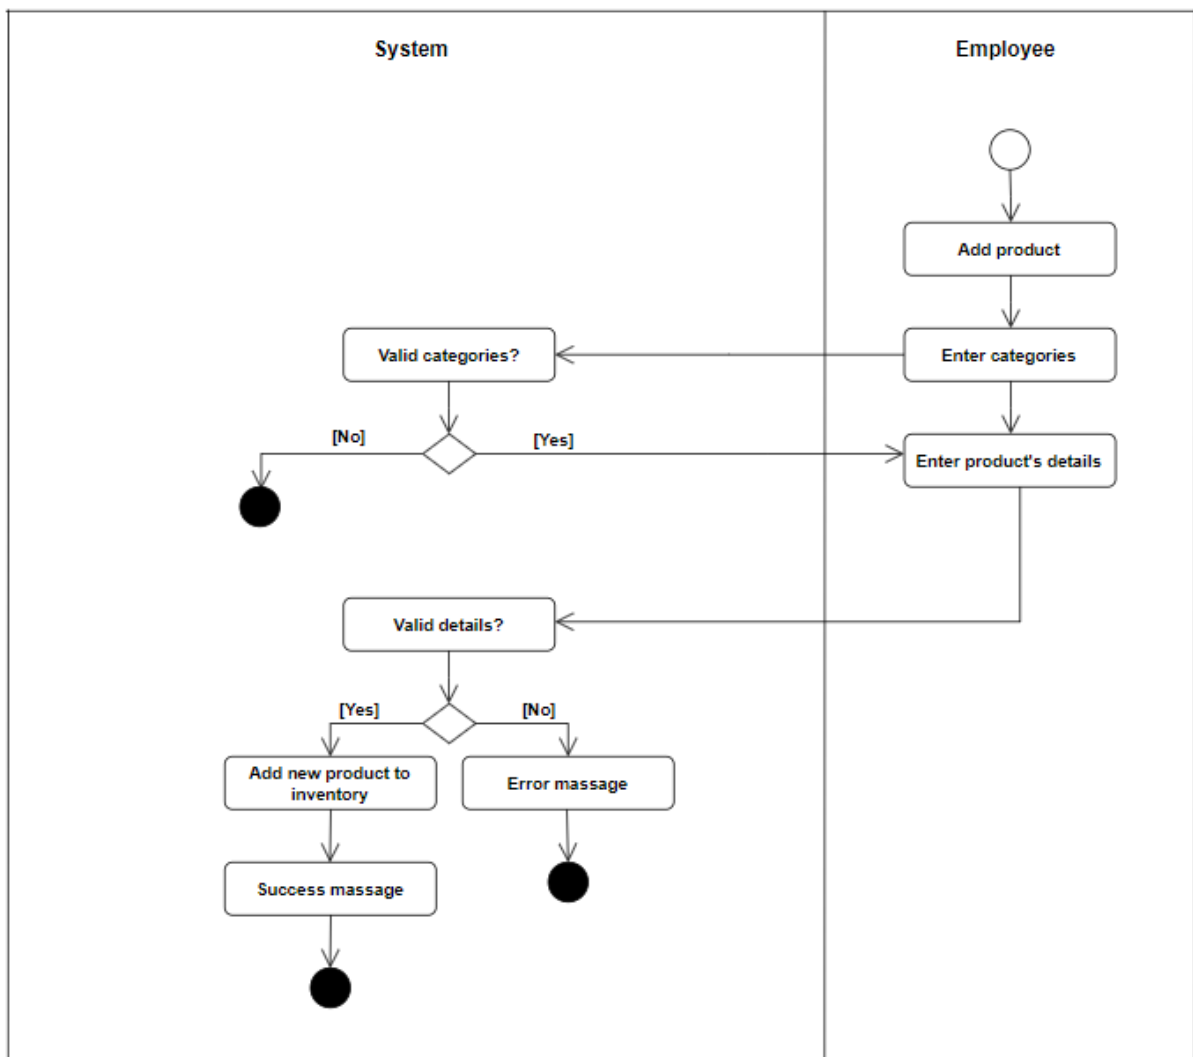 System
Employee
Add product
Valid categories?
Enter categories
[No]
[Yes]
Enter product's details
Valid details?
[Yes]
[No]
Add new product to
inventory
Error massage
Success massage